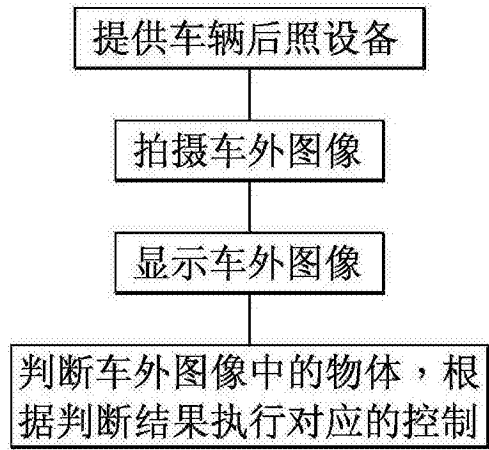 提供车辆后照设备
拍摄车外图像
显示车外图像
判断车外图像中的物体，根
据判断结果执行对应的控制